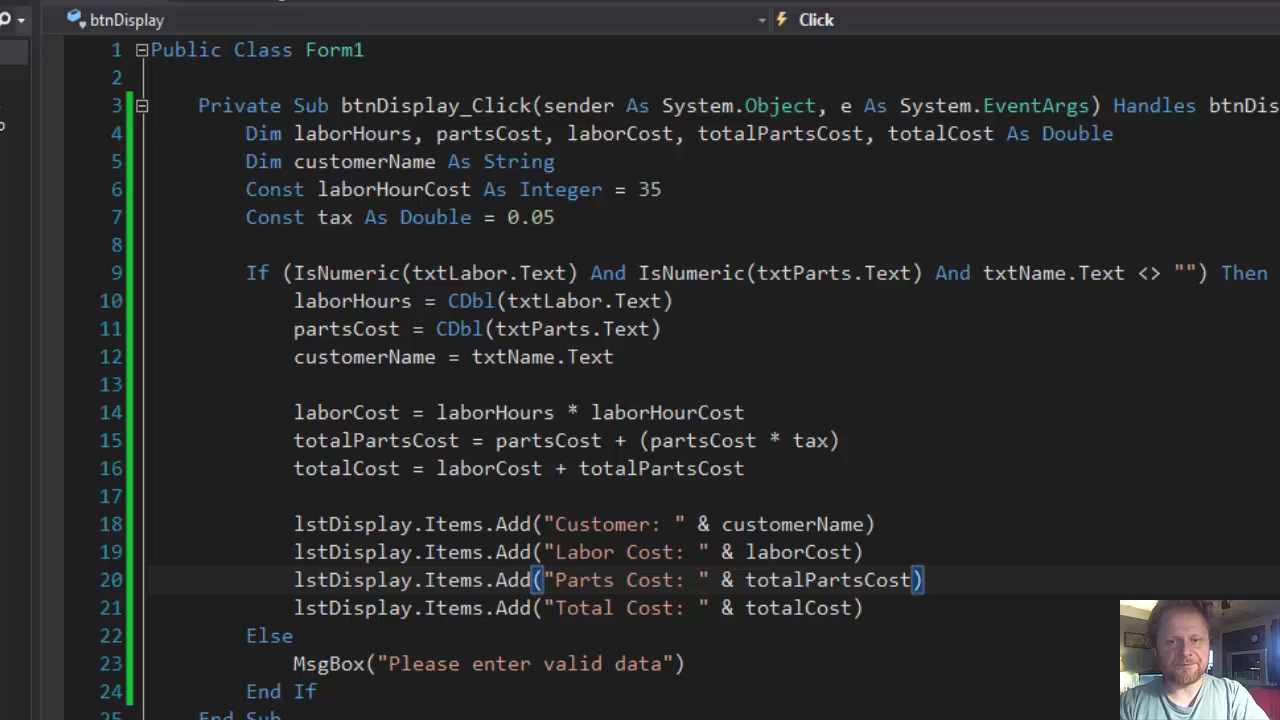 btnDisplay
Click
1 Public Class Form1
2
3 Private Sub btnDisplay_Click(sender As System.Object, e As System.EventArgs) Handles btnDis
4 Dim laborHours, partsCost, laborCost, totalPartsCost, totalCost As Double
5 Dim customerName As String
6 Const laborHourCost As Integer = 35
7 Const tax As Double = 0.05
8
9 If (IsNumeric(txtLabor.Text) And IsNumeric(txtParts.Text) And txtName.Text <> "") Then
10 laborHours = CDbl(txtLabor.Text)
11 partsCost = CDbl(txtParts.Text)
12 customerName = txtName.Text
13
14 laborCost = laborHours * laborHourCost
15 totalPartsCost = partsCost + (partsCost * tax)
16 totalCost = laborCost + totalPartsCost
17
18 lstDisplay.Items.Add("Customer: " & customerName)
19 lstDisplay.Items.Add("Labor Cost: " & laborCost)
20 lstDisplay.Items.Add("Parts Cost: " & totalPartsCost)
21 lstDisplay.Items.Add("Total Cost: " & totalCost)
22 Else
23 MsgBox("Please enter valid data")
24 End If
25 End Sub